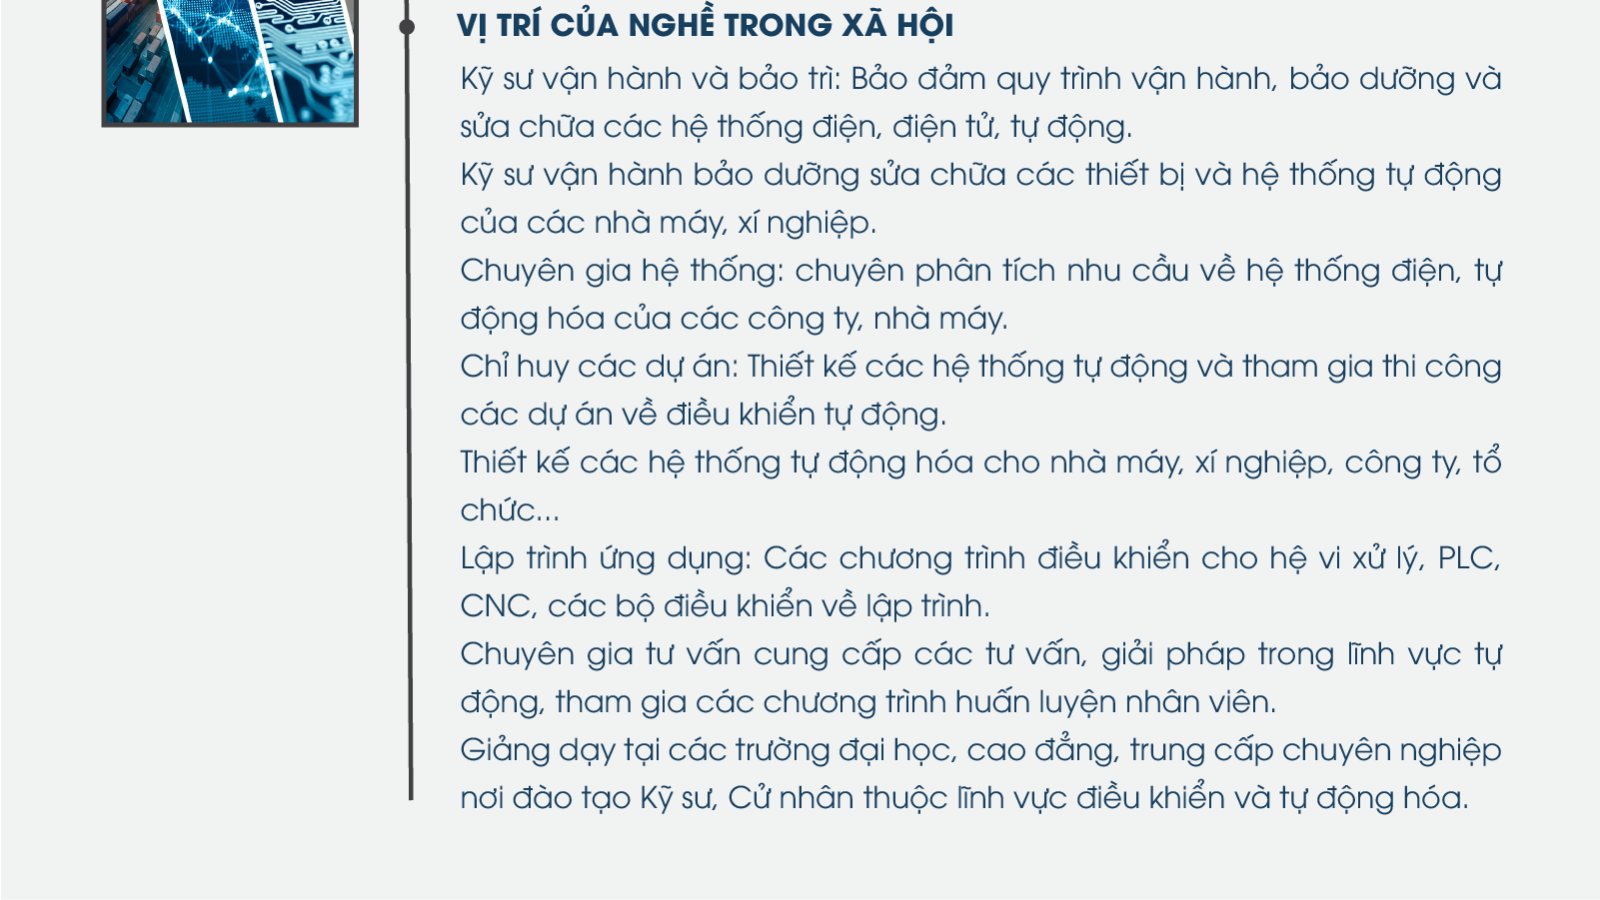 VỊ TRÍ CỦA NGHỀ TRONG XÃ HỘI
Kỹ sư vận hành và bảo trì: Bảo đảm quy trình vận hành, bảo dưỡng và
sửa chữa các hệ thống điện, điện tử, tự động.
Kỹ sư vận hành bảo dưỡng sửa chữa các thiết bị và hệ thống tự động
của các nhà máy, xí nghiệp.
Chuyên gia hệ thống: chuyên phân tích nhu cầu về hệ thống điện, tự
động hóa của các công ty, nhà máy.
Chỉ huy các dự án: Thiết kế các hệ thống tự động và tham gia thi công
các dự án về điều khiển tự động.
Thiết kế các hệ thống tự động hóa cho nhà máy, xí nghiệp, công ty, tổ
chức...
Lập trình ứng dụng: Các chương trình điều khiển cho hệ vi xử lý, PLC,
CNC, các bộ điều khiển về lập trình.
Chuyên gia tư vấn cung cấp các tư vấn, giải pháp trong lĩnh vực tự
động, tham gia các chương trình huấn luyện nhân viên.
Giảng dạy tại các trường đại học, cao đẳng, trung cấp chuyên nghiệp
nơi đào tạo Kỹ sư, Cử nhân thuộc lĩnh vực điều khiển và tự động hóa.